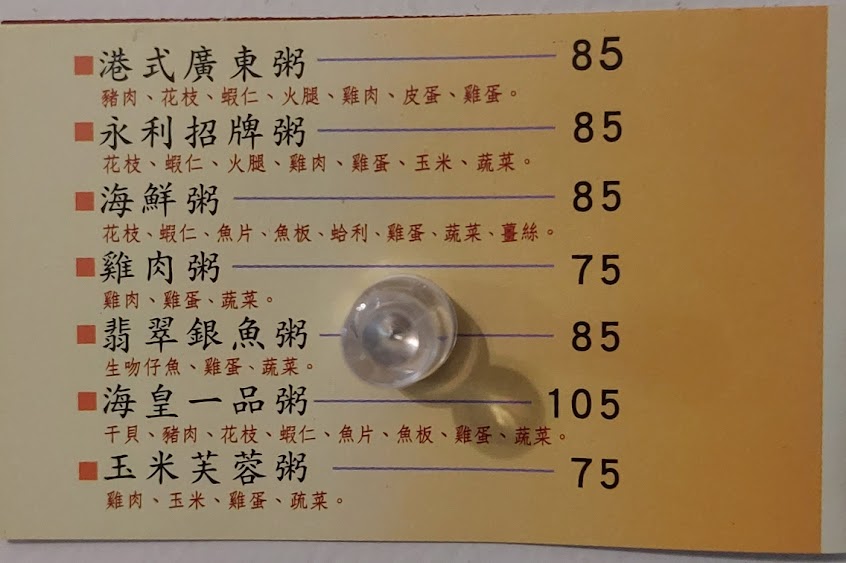 港式廣東粥 85
豬肉、花枝、蝦仁、火腿、雞肉、皮蛋、雞蛋。
永利招牌粥 85
花枝、蝦仁、火腿、雞肉、雞蛋、玉米、蔬菜。
海鮮粥 85
花枝、蝦仁、魚片、魚板、蛤利、雞蛋、蔬菜、薑絲。
雞肉粥 75
雞肉、雞蛋、蔬菜。
翡翠銀魚粥 85
生吻仔魚、雞蛋、蔬菜。
海皇一品粥 105
干貝、豬肉、花枝、蝦仁、魚片、魚板、雞蛋、蔬菜。
玉米芙蓉粥 75
雞肉、玉米、雞蛋、蔬菜。